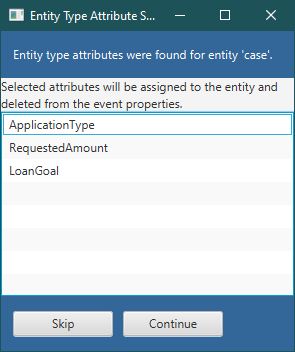 Entity Type Attribute S...
Entity type attributes were found for entity 'case'.
Selected attributes will be assigned to the entity and
deleted from the event properties.
ApplicationType
RequestedAmount
LoanGoal
Skip
Continue